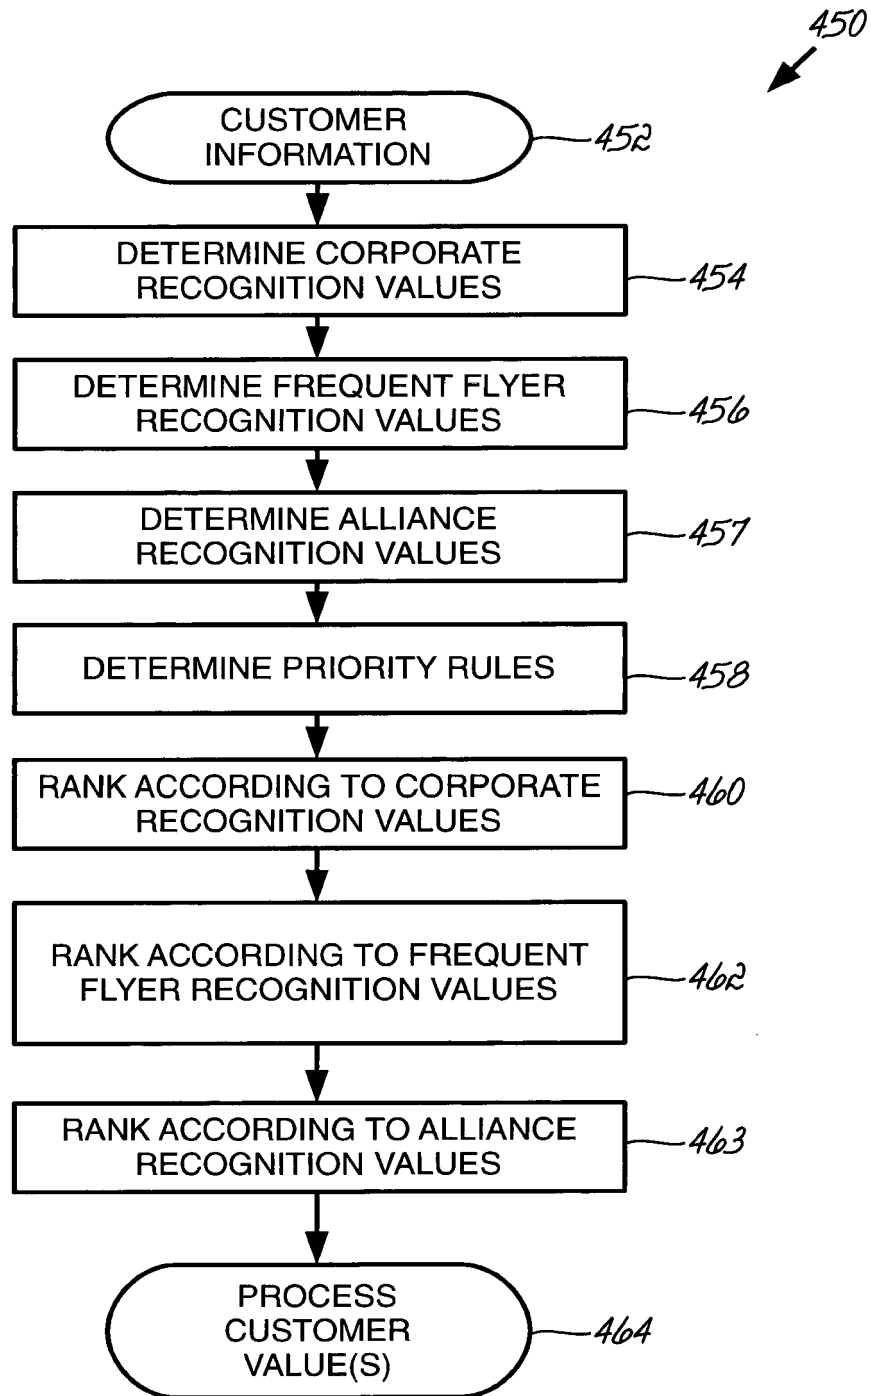 450
CUSTOMER
INFORMATION
452
DETERMINE CORPORATE
RECOGNITION VALUES
454
DETERMINE FREQUENT FLYER
RECOGNITION VALUES
456
DETERMINE ALLIANCE
RECOGNITION VALUES
457
DETERMINE PRIORITY RULES
458
RANK ACCORDING TO CORPORATE
RECOGNITION VALUES
460
RANK ACCORDING TO FREQUENT
FLYER RECOGNITION VALUES
462
RANK ACCORDING TO ALLIANCE
RECOGNITION VALUES
463
PROCESS
CUSTOMER
VALUE(S)
464